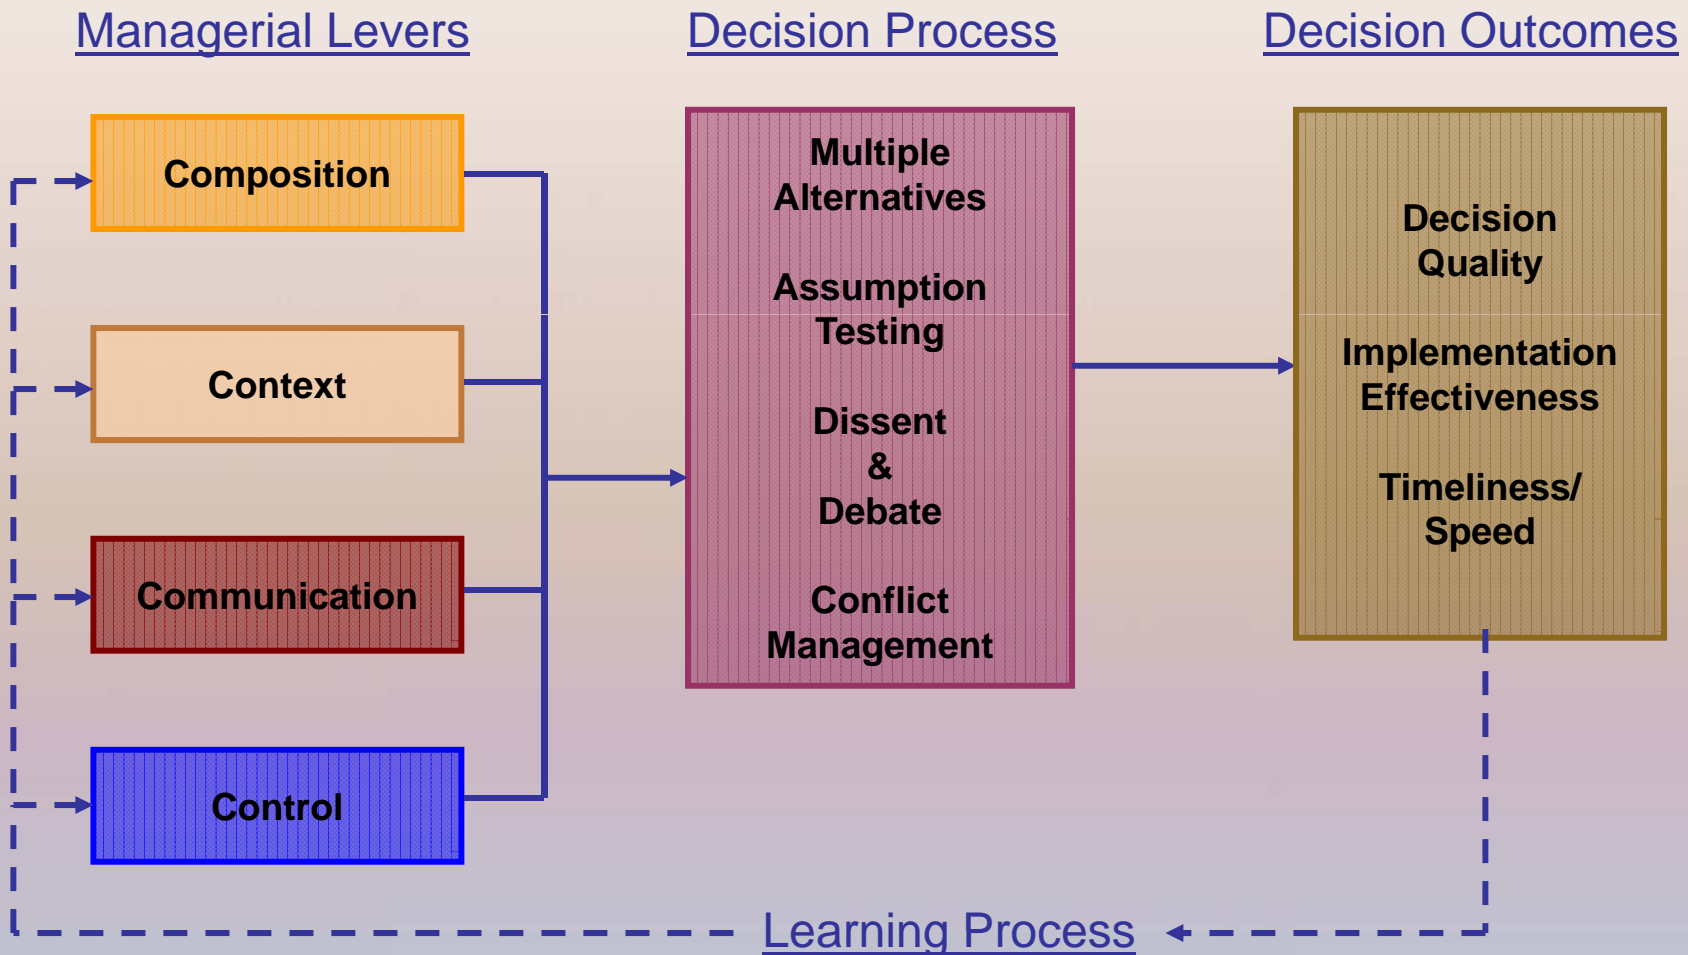 Managerial Levers
Decision Process
Decision Outcomes
Composition
Context
Communication
Control
Multiple
Alternatives
Assumption
Testing
Dissent
&
Debate
Conflict
Management
Decision
Quality
Implementation
Effectiveness
Timeliness/
Speed
Learning Process